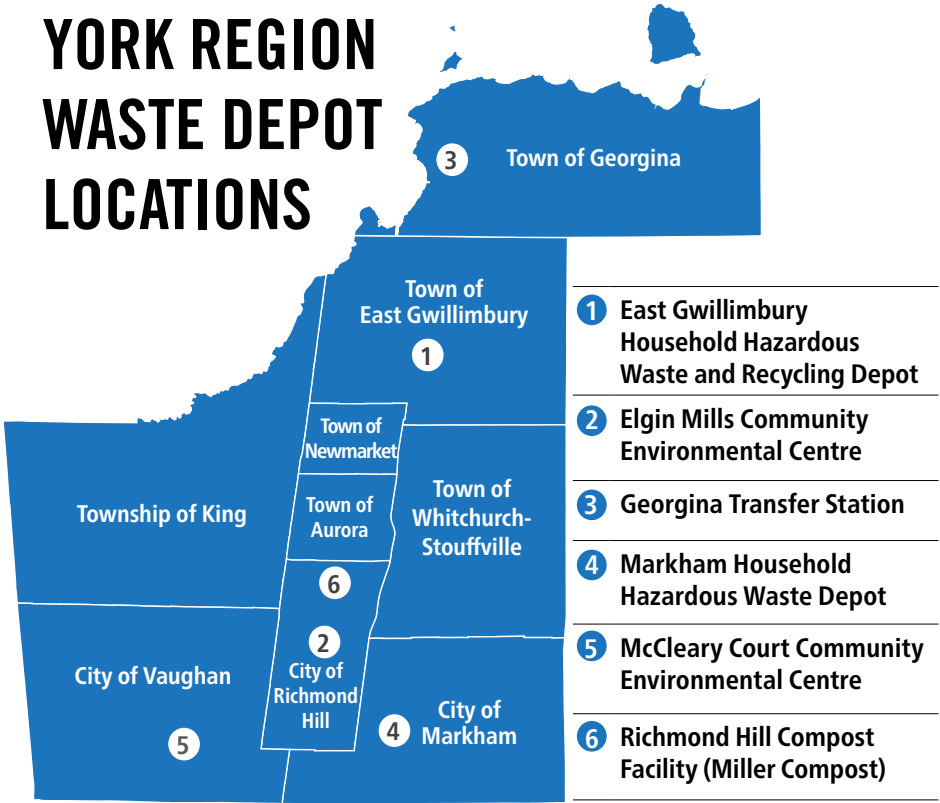 YORK REGION
WASTE DEPOT
LOCATIONS
3
Town of Georgina
Town of
East Gwillimbury
1
Town of
Newmarket
Township of King
Town of
Aurora
Town of
Whitchurch-
Stouffville
6
2
City of
Richmond
Hill
City of Vaughan
5
4
City of
Markham
1 East Gwillimbury
Household Hazardous
Waste and Recycling Depot
2 Elgin Mills Community
Environmental Centre
3 Georgina Transfer Station
4 Markham Household
Hazardous Waste Depot
5 McCleary Court Community
Environmental Centre
6 Richmond Hill Compost
Facility (Miller Compost)